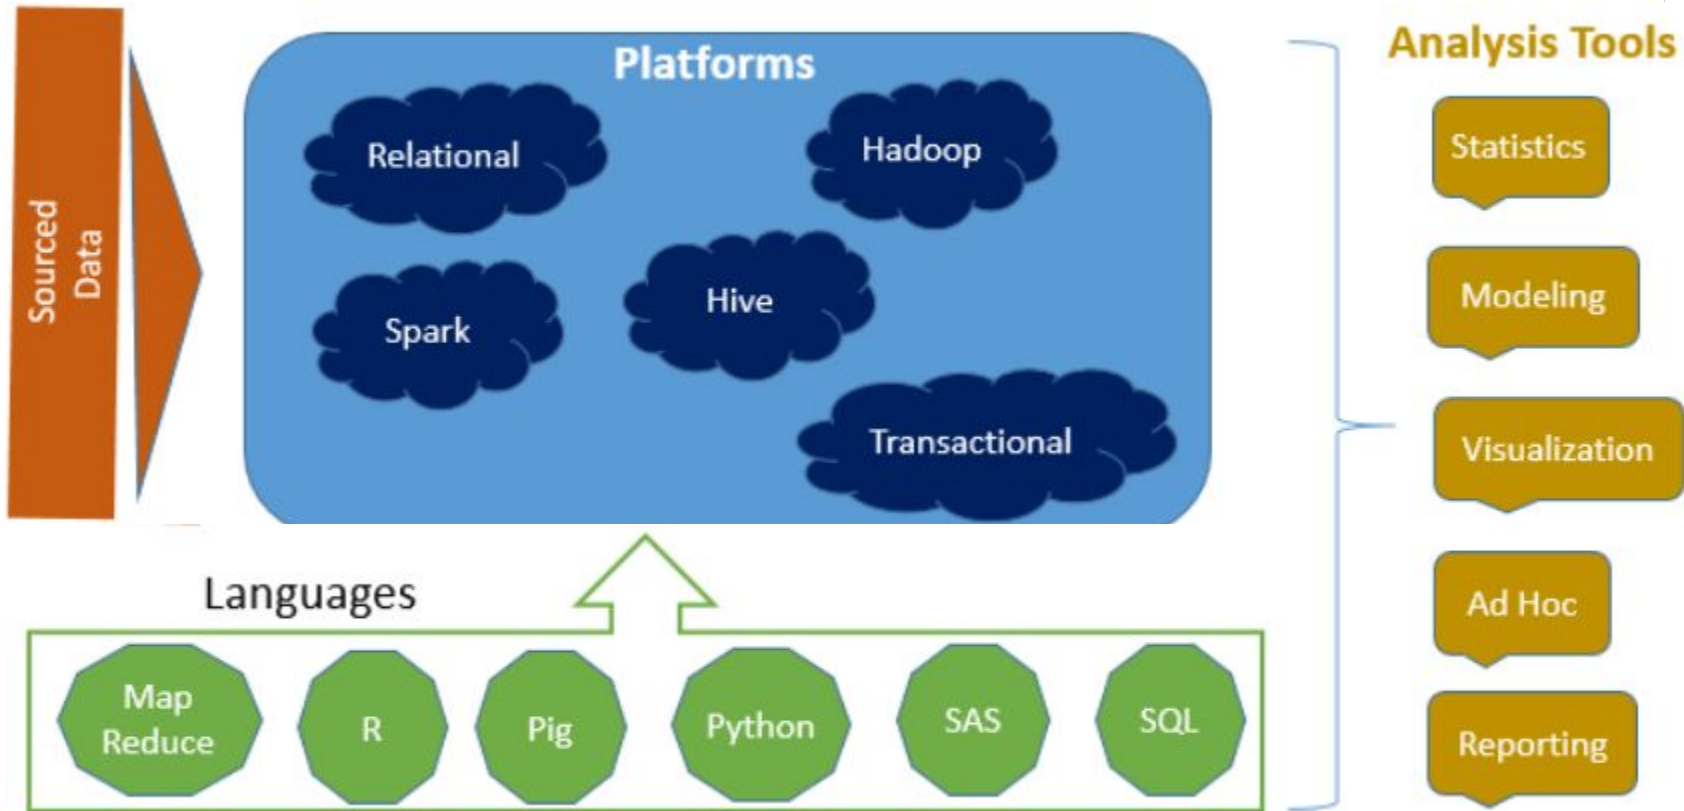 Sourced
Data
Platforms
Relational
Hadoop
Spark
Hive
Transactional
Languages
Map
Reduce
R
Pig
Python
SAS
SQL
Analysis Tools
Statistics
Modeling
Visualization
Ad Hoc
Reporting